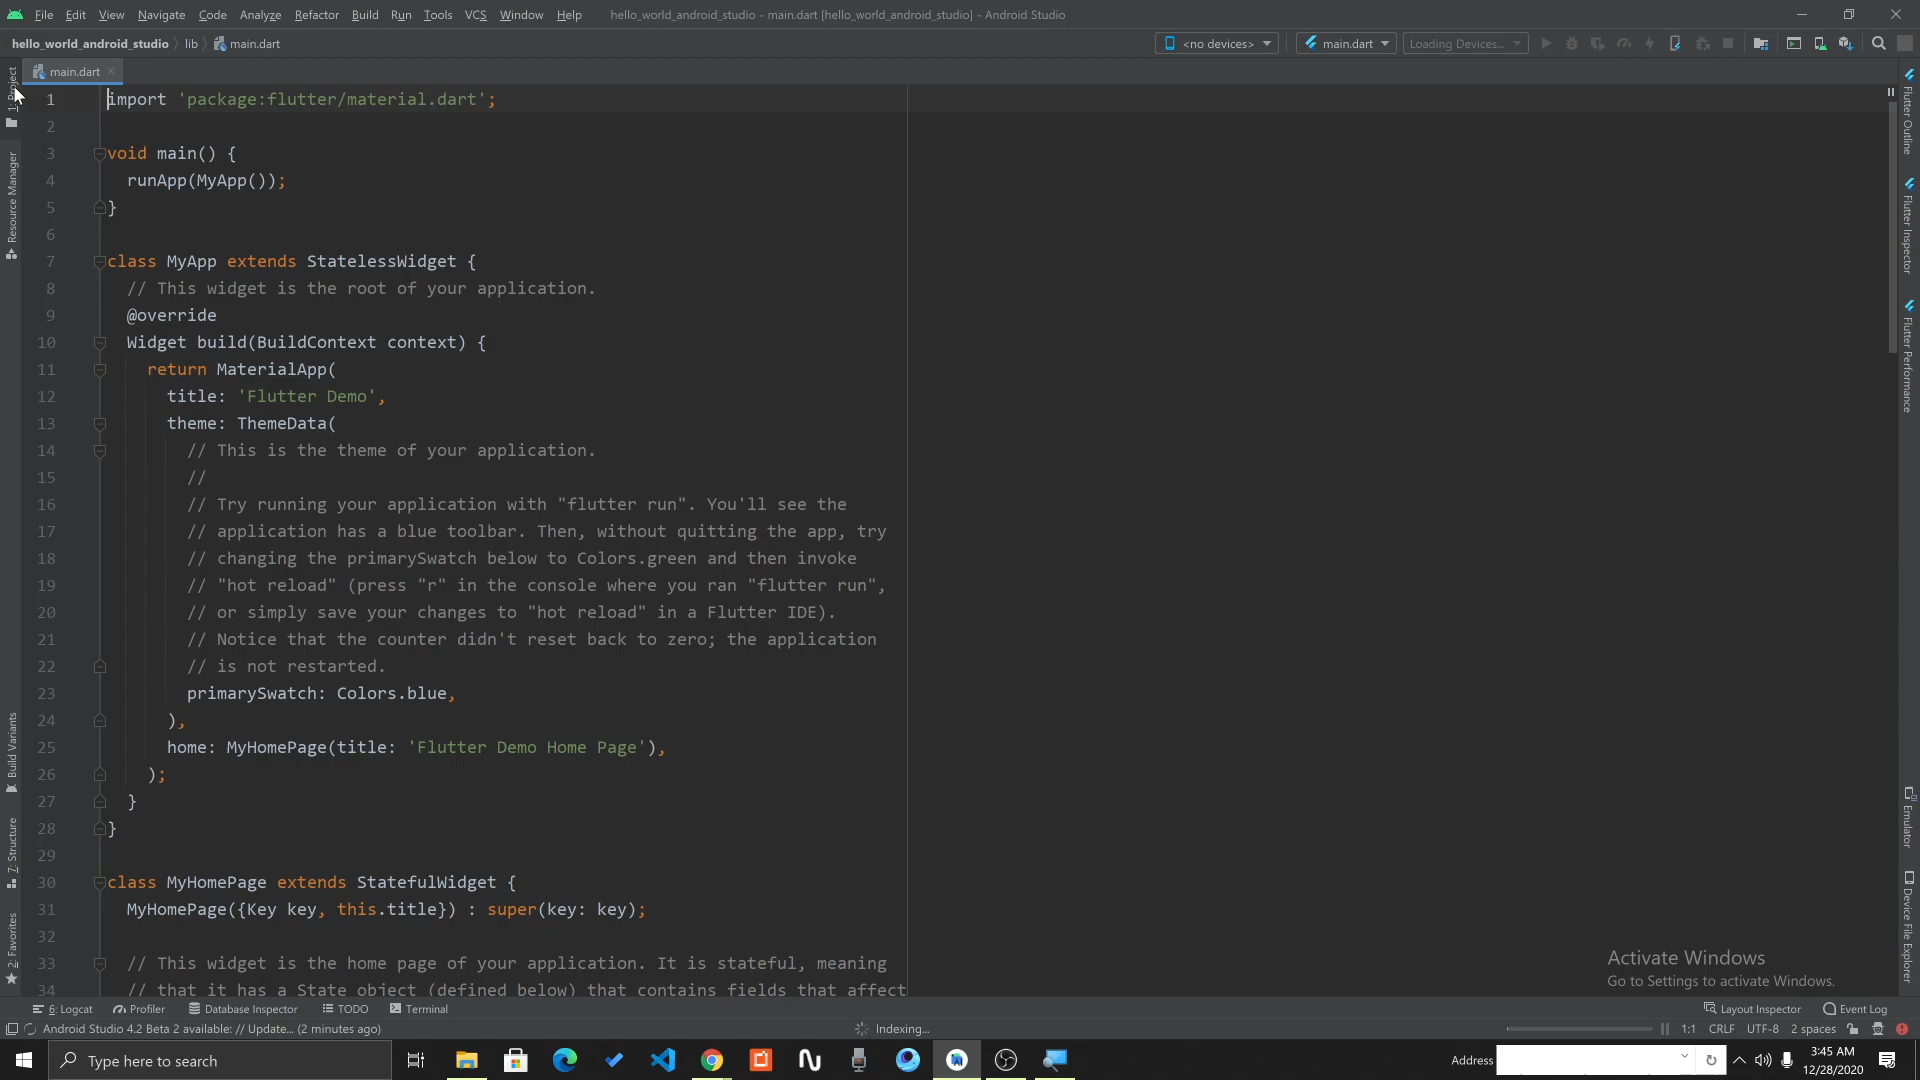 File Edit View Navigate Code Analyze Refactor Build Run Tools VCS Window Help hello_world_android_studio - main.dart [hello_world_android_studio] - Android Studio
hello_world_android_studio lib main.dart <no devices> main.dart Loading Devices...
main.dart
1 import 'package:flutter/material.dart';
2
3 void main() {
4 runApp(MyApp());
5 }
6
7 class MyApp extends StatelessWidget {
8 // This widget is the root of your application.
9 @override
10 Widget build(BuildContext context) {
11 return MaterialApp(
12 title: 'Flutter Demo',
13 theme: ThemeData(
14 // This is the theme of your application.
15 //
16 // Try running your application with "flutter run". You'll see the
17 // application has a blue toolbar. Then, without quitting the app, try
18 // changing the primarySwatch below to Colors.green and then invoke
19 // "hot reload" (press "r" in the console where you ran "flutter run",
20 // or simply save your changes to "hot reload" in a Flutter IDE).
21 // Notice that the counter didn't reset back to zero; the application
22 // is not restarted.
23 primarySwatch: Colors.blue,
24 ),
25 home: MyHomePage(title: 'Flutter Demo Home Page'),
26 );
27 }
28 }
29
30 class MyHomePage extends StatefulWidget {
31 MyHomePage({Key key, this.title}) : super(key: key);
32
33 // This widget is the home page of your application. It is stateful, meaning
34 // that it has a State object (defined below) that contains fields that affect
1: Project
Resource Manager
Build Variants
7: Structure
2: Favorites
Flutter Outline
Flutter Inspector
Flutter Performance
Emulator
Device File Explorer
Activate Windows
Go to Settings to activate Windows.
6: Logcat Profiler Database Inspector TODO Terminal Layout Inspector Event Log
Android Studio 4.2 Beta 2 available: // Update... (2 minutes ago) Indexing... 1:1 CRLF UTF-8 2 spaces
Type here to search Address 3:45 AM
12/28/2020